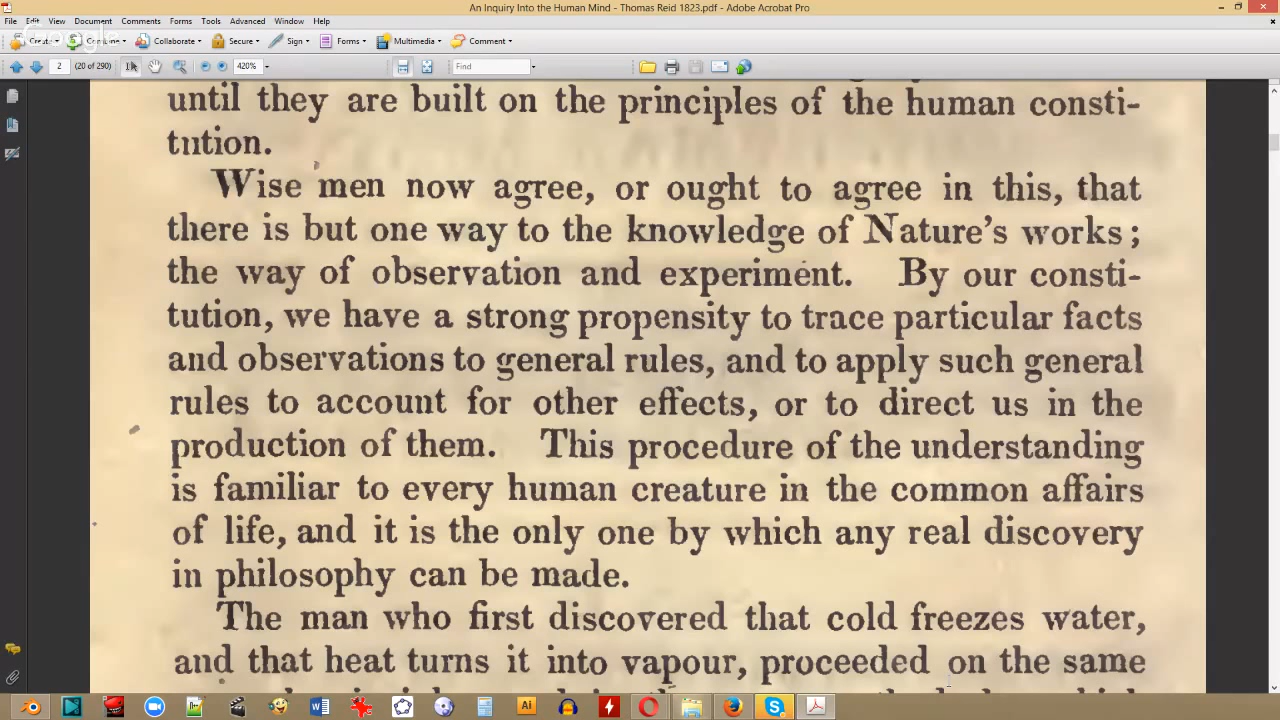 An Inquiry Into the Human Mind - Thomas Reid 1823.pdf - Adobe Acrobat Pro
File Edit View Document Comments Forms Tools Advanced Window Help
Google
Create Combine Collaborate Secure Sign Forms Multimedia Comment
2 (20 of 290) 420% Find
until they are built on the principles of the human consti-
tution.
Wise men now agree, or ought to agree in this, that
there is but one way to the knowledge of Nature's works;
the way of observation and experiment. By our consti-
tution, we have a strong propensity to trace particular facts
and observations to general rules, and to apply such general
rules to account for other effects, or to direct us in the
production of them. This procedure of the understanding
is familiar to every human creature in the common affairs
of life, and it is the only one by which any real discovery
in philosophy can be made.
The man who first discovered that cold freezes water,
and that heat turns it into vapour, proceeded on the same